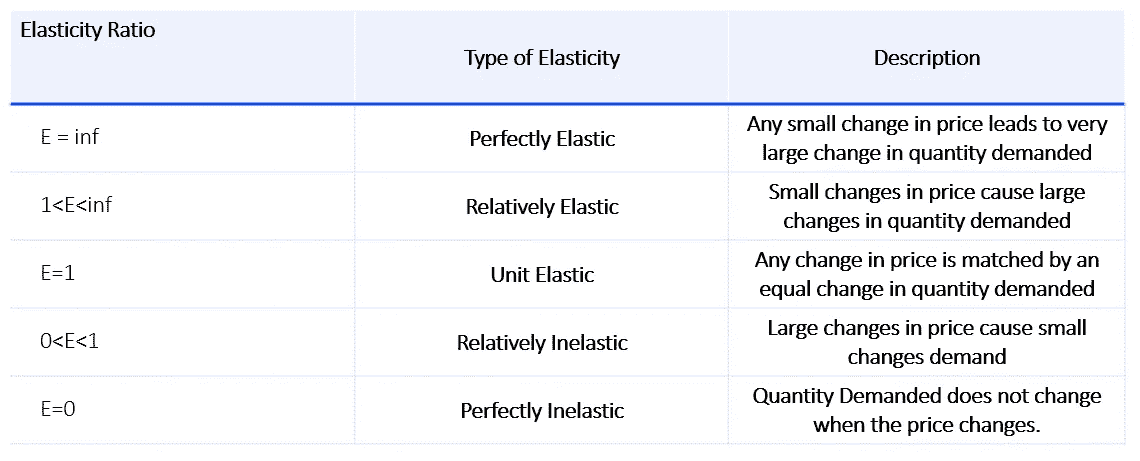 Elasticity Ratio
Type of Elasticity
Description
E = inf
Perfectly Elastic
Any small change in price leads to very
large change in quantity demanded
1<E<inf
Relatively Elastic
Small changes in price cause large
changes in quantity demanded
E=1
Unit Elastic
Any change in price is matched by an
equal change in quantity demanded
0<E<1
Relatively Inelastic
Large changes in price cause small
changes demand
E=0
Perfectly Inelastic
Quantity Demanded does not change
when the price changes.